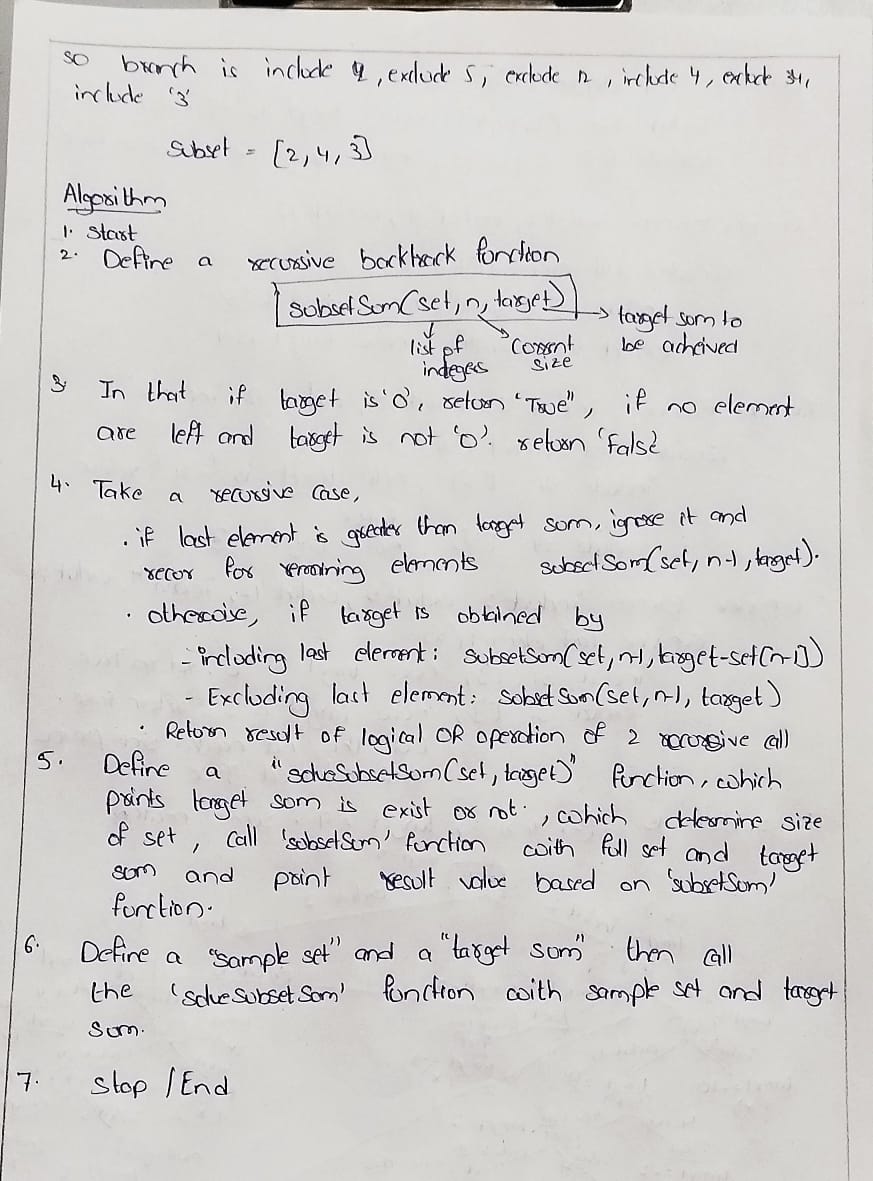 so branch is include 2, exclude 5, exclude 12, include 4, exclude 34,
include '3'
Subset = [2, 4, 3]
Algorithm
1. Start
2. Define a recursive backtrack function
subsetSum(set, n, target) → target sum to
list of current be acheived
indegers size
3 In that if target is '0', return "True", if no element
are left and target is not '0'. return 'False'
4. Take a recursive case,
. if last element is greater than target sum, ignore it and
recur for remaining elements subsetSum(set, n-1, target).
. otherwise, if target is obtained by
- including last element: subsetSum(set, n-1, target-set[n-1])
- Excluding last element: subsetSum(set, n-1, target)
. Return result of logical OR operation of 2 recursive call
5. Define a "solveSubsetSum(set, target)" function, which
prints target sum is exist or not., which determine size
of set, call 'subsetSum' function with full set and target
sum and print result value based on 'subsetSum'
function.
6. Define a "sample set" and a "target sum" then call
the 'solveSubsetSum' function with sample set and target
sum.
7. Stop / End